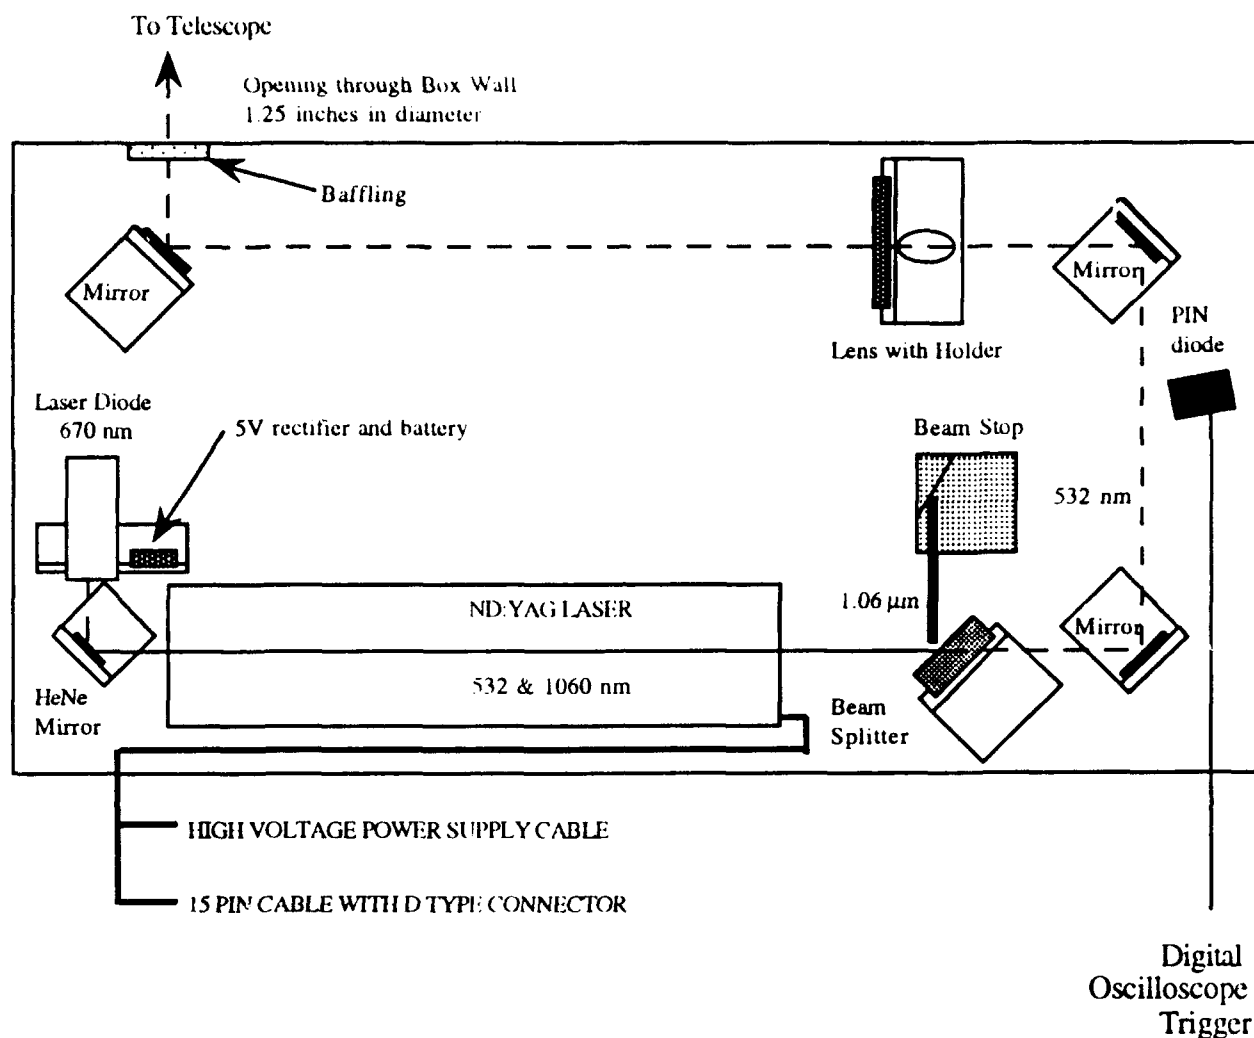 To Telescope
Opening through Box Wall
1.25 inches in diameter
Baffling
Mirror
Mirror
Lens with Holder
PIN
diode
Laser Diode
670 nm
5V rectifier and battery
Beam Stop
532 nm
1.06 µm
ND:YAG LASER
532 & 1060 nm
Mirror
HeNe
Mirror
Beam
Splitter
HIGH VOLTAGE POWER SUPPLY CABLE
15 PIN CABLE WITH D TYPE CONNECTOR
Digital
Oscilloscope
Trigger